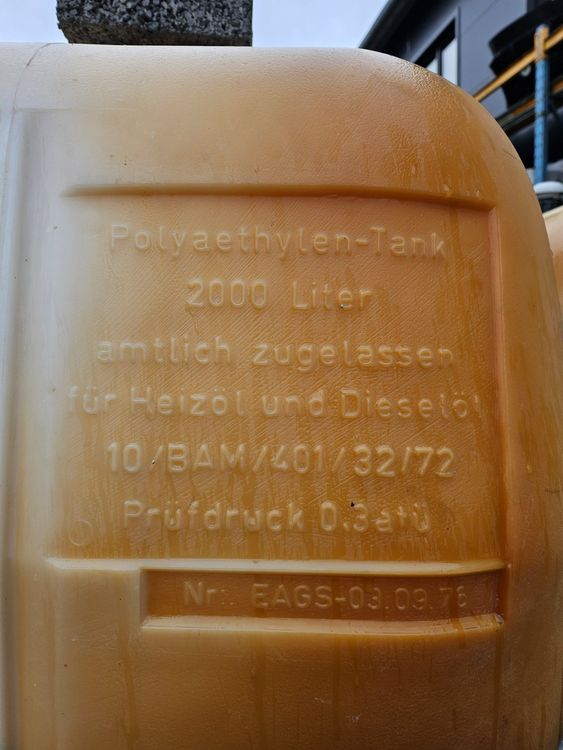 Polyaethylen-Tank
2000 Liter
amtlich zugelassen
für Heizöl und Dieselöl
10/BAM/401/32/72
Prüfdruck 0.3atü
Nr. EAGS-03.09.76